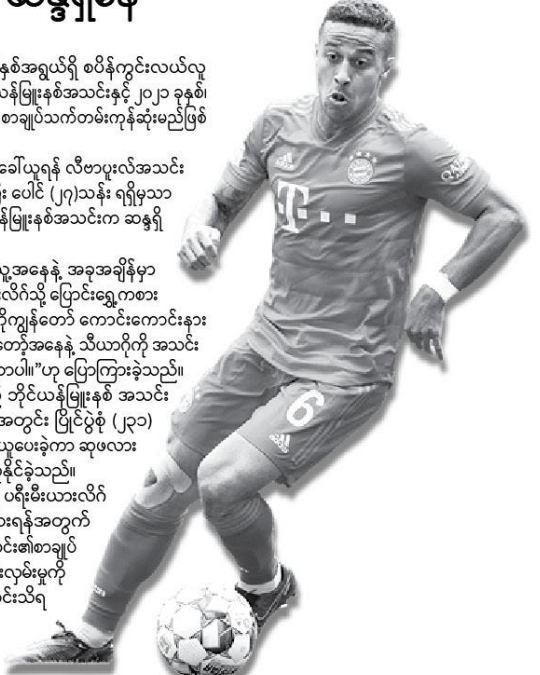 ဆန္ဒရှိစိန်
နှစ်အရွယ်ရှိ စပိန်ကွင်းလယ်လူ
ယန်မြူးနစ်အသင်းနှင့် ၂၀၂၁ ခုနှစ်၊
စာချုပ်သက်တမ်းကုန်ဆုံးမည်ဖြစ်
ခေါ်ယူရန် လီဗာပူးလ်အသင်း
ပေါင် (၂၇)သန်း ရရှိမှသာ
န်မြူးနစ်အသင်းက ဆန္ဒရှိ
သူ့အနေနဲ့ အခုအချိန်မှာ
းလိဂ်သို့ ပြောင်းရွှေ့ကစား
ကိုကျွန်တော် ကောင်းကောင်းနား
တော့်အနေနဲ့ သီယာဂိုကို အသင်း
တာပါ။”ဟု ပြောကြားခဲ့သည်။
ဘိုင်ယန်မြူးနစ် အသင်း
အတွင်း ပြိုင်ပွဲစုံ (၂၃၁)
ယူပေးခဲ့ကာ ဆုဖလား
နိုင်ခဲ့သည်။
ပရီးမီးယားလိဂ်
ားရန်အတွက်
င်း၏စာချုပ်
းလှမ်းမှုကို
င်းသိရ
T
6